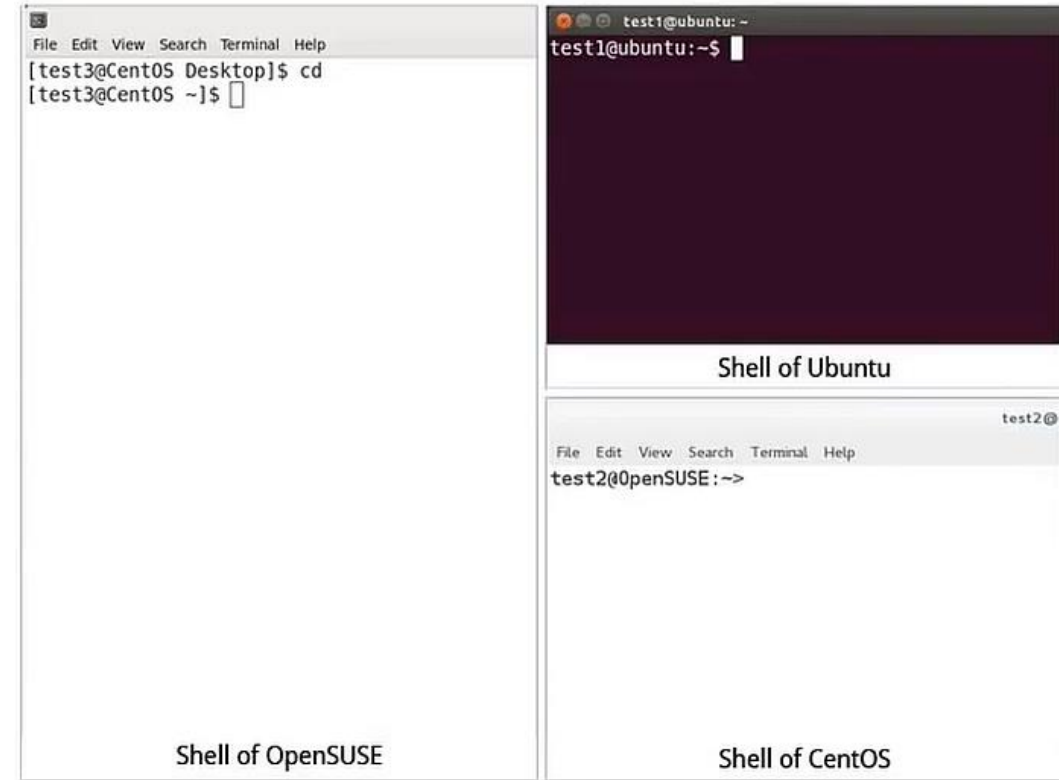 File Edit View Search Terminal Help
[test3@CentOS Desktop]$ cd
[test3@CentOS ~]$
Shell of OpenSUSE
test1@ubuntu: ~
test1@ubuntu:~$
Shell of Ubuntu
test2@
File Edit View Search Terminal Help
test2@OpenSUSE:~>
Shell of CentOS